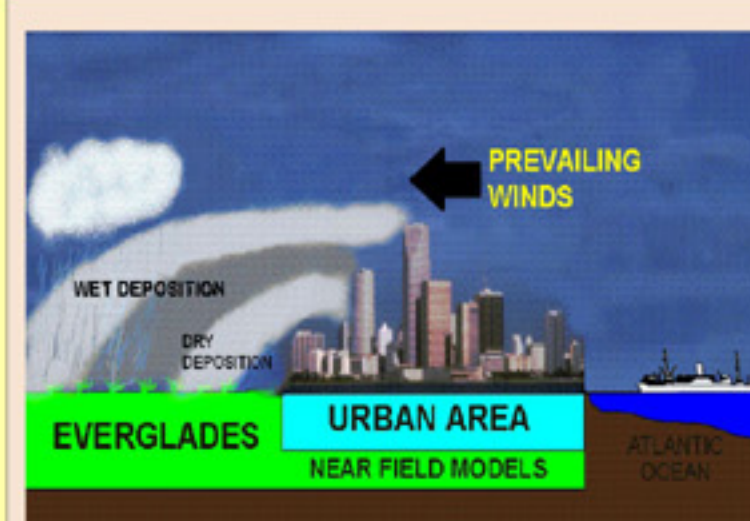 PREVAILING
WINDS
WET DEPOSITION
DRY
DEPOSITION
EVERGLADES
URBAN AREA
NEAR FIELD MODELS
ATLANTIC
OCEAN